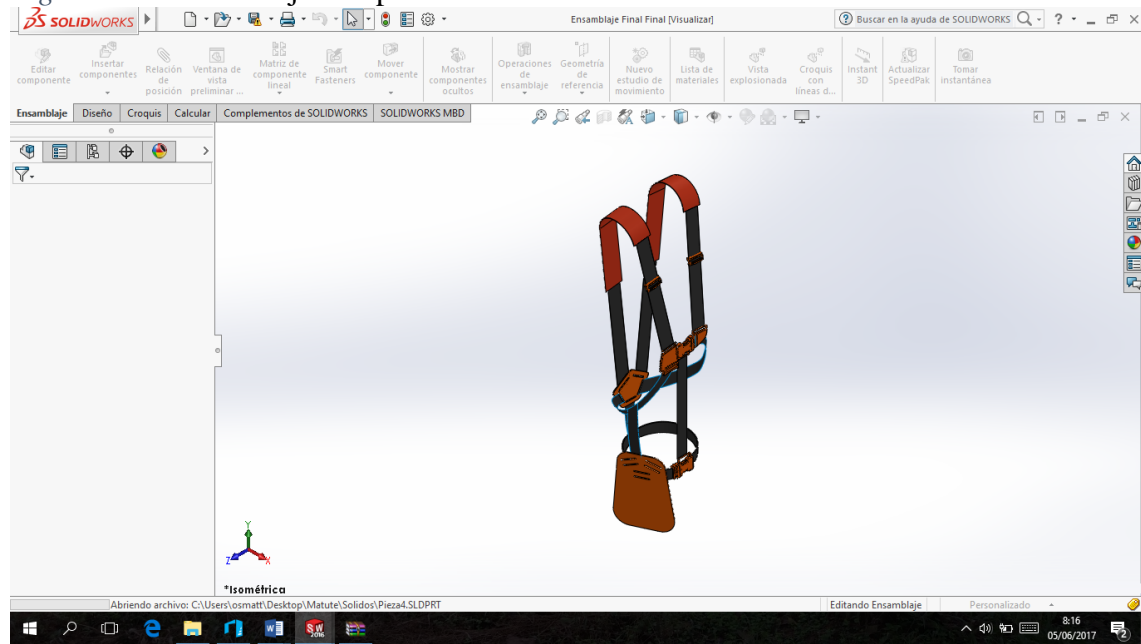 SOLIDWORKS
Ensamblaje Final Final [Visualizar]
Buscar en la ayuda de SOLIDWORKS
Editar componente
Insertar componentes
Relación de posición
Ventana de vista preliminar ...
Matriz de componente lineal
Smart Fasteners
Mover componente
Mostrar componentes ocultos
Operaciones de ensamblaje
Geometría de referencia
Nuevo estudio de movimiento
Lista de materiales
Vista explosionada
Croquis con líneas d...
Instant 3D
Actualizar SpeedPak
Tomar instantánea
Ensamblaje
Diseño
Croquis
Calcular
Complementos de SOLIDWORKS
SOLIDWORKS MBD
Y
Z
X
*Isométrica
Abriendo archivo: C:\Users\osmatt\Desktop\Matute\Solidos\Pieza4.SLDPRT
Editando Ensamblaje
Personalizado
SW
2016
8:16
05/06/2017